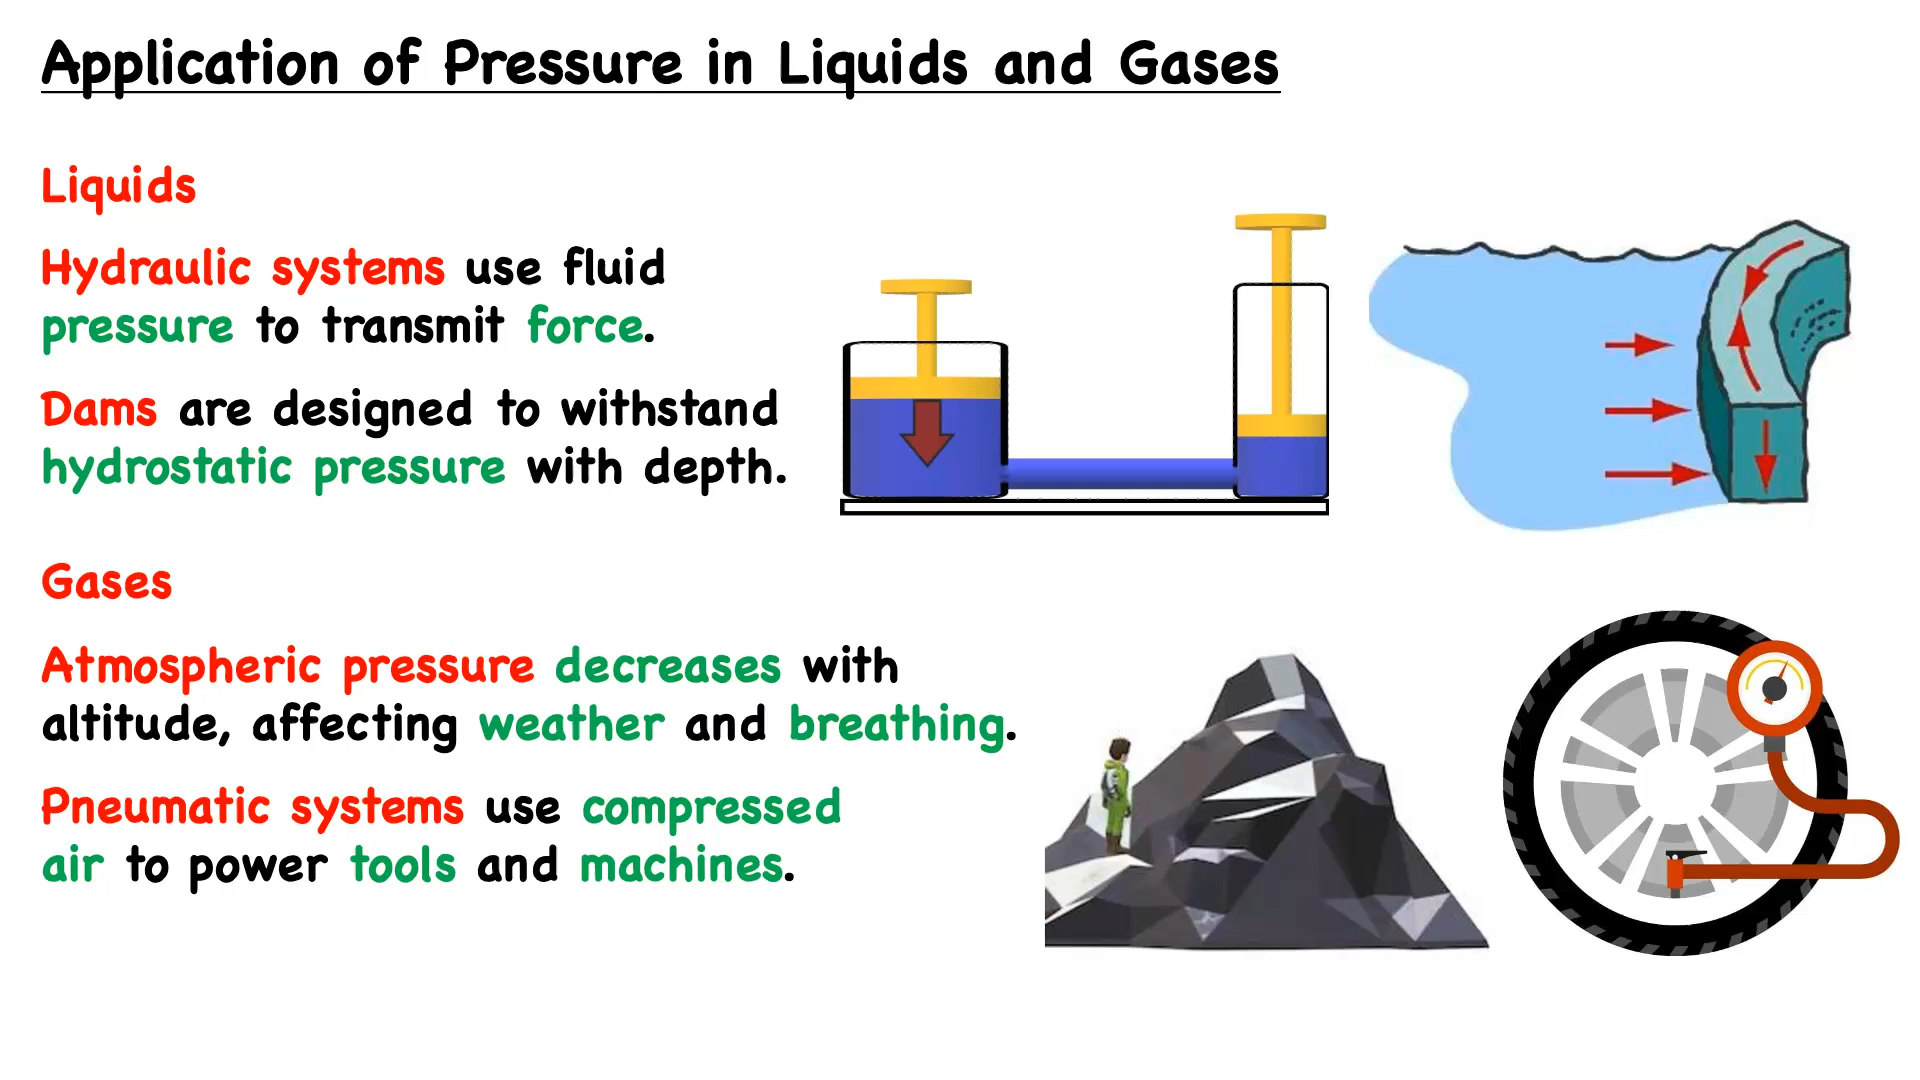 Application of Pressure in Liquids and Gases
Liquids
Hydraulic systems use fluid
pressure to transmit force.
Dams are designed to withstand
hydrostatic pressure with depth.
Gases
Atmospheric pressure decreases with
altitude, affecting weather and breathing.
Pneumatic systems use compressed
air to power tools and machines.